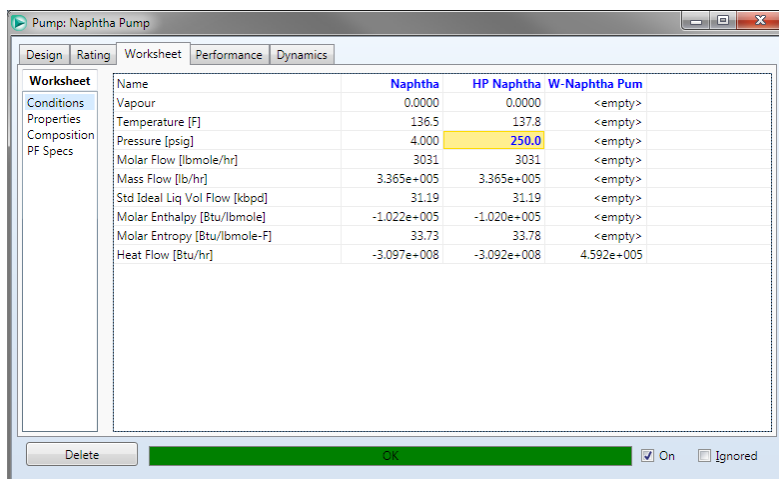 Pump: Naphtha Pump
Design Rating Worksheet Performance Dynamics
Worksheet
Conditions
Properties
Composition
PF Specs
Name Naphtha HP Naphtha W-Naphtha Pum
Vapour 0.0000 0.0000 <empty>
Temperature [F] 136.5 137.8 <empty>
Pressure [psig] 4.000 250.0 <empty>
Molar Flow [lbmole/hr] 3031 3031 <empty>
Mass Flow [lb/hr] 3.365e+005 3.365e+005 <empty>
Std Ideal Liq Vol Flow [kbpd] 31.19 31.19 <empty>
Molar Enthalpy [Btu/lbmole] -1.022e+005 -1.020e+005 <empty>
Molar Entropy [Btu/lbmole-F] 33.73 33.78 <empty>
Heat Flow [Btu/hr] -3.097e+008 -3.092e+008 4.592e+005
Delete OK On Ignored